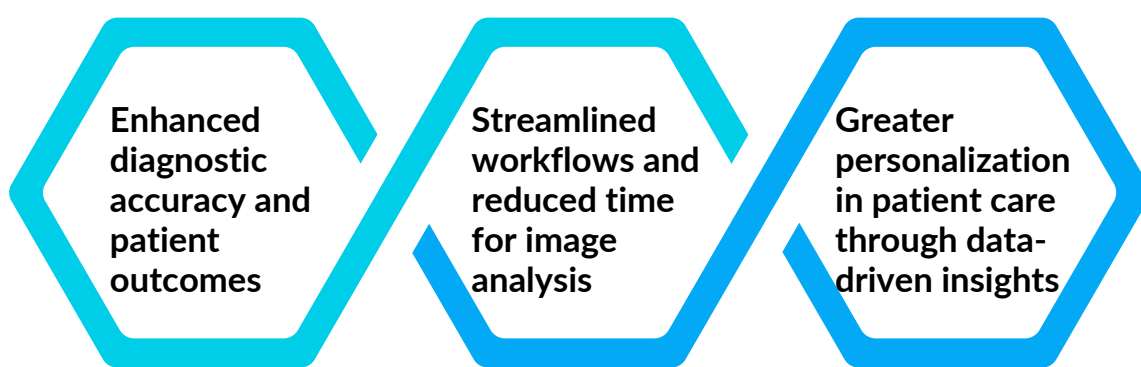 Enhanced
diagnostic
accuracy and
patient
outcomes
Streamlined
workflows and
reduced time
for image
analysis
Greater
personalization
in patient care
through data-
driven insights